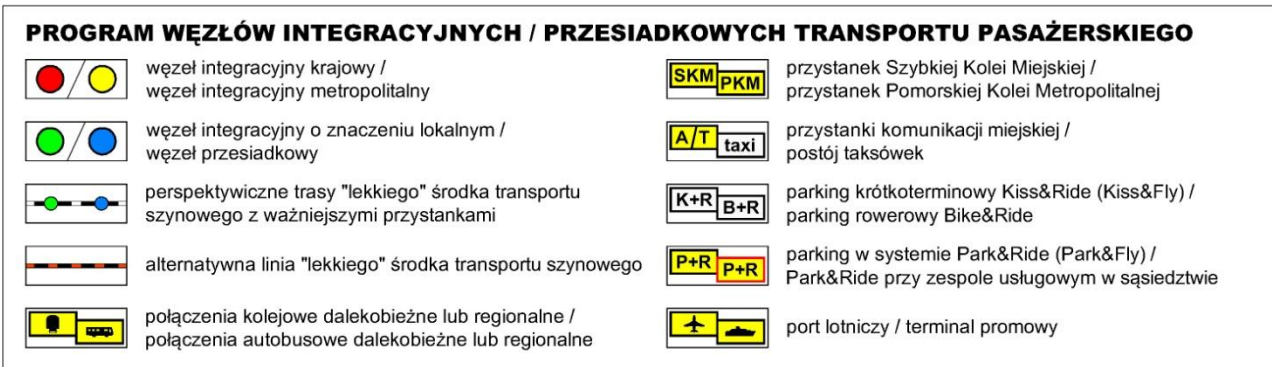 PROGRAM WĘZŁÓW INTEGRACYJNYCH / PRZESIADKOWYCH TRANSPORTU PASAŻERSKIEGO
węzeł integracyjny krajowy /
węzeł integracyjny metropolitalny
węzeł integracyjny o znaczeniu lokalnym /
węzeł przesiadkowy
perspektywiczne trasy "lekkiego" środka transportu
szynowego z ważniejszymi przystankami
alternatywna linia "lekkiego" środka transportu szynowego
połączenia kolejowe dalekobieżne lub regionalne /
połączenia autobusowe dalekobieżne lub regionalne
SKM PKM
przystanek Szybkiej Kolei Miejskiej /
przystanek Pomorskiej Kolei Metropolitalnej
A/T taxi
przystanki komunikacji miejskiej /
postój taksówek
K+R B+R
parking krótkoterminowy Kiss&Ride (Kiss&Fly) /
parking rowerowy Bike&Ride
P+R P+R
parking w systemie Park&Ride (Park&Fly) /
Park&Ride przy zespole usługowym w sąsiedztwie
port lotniczy / terminal promowy